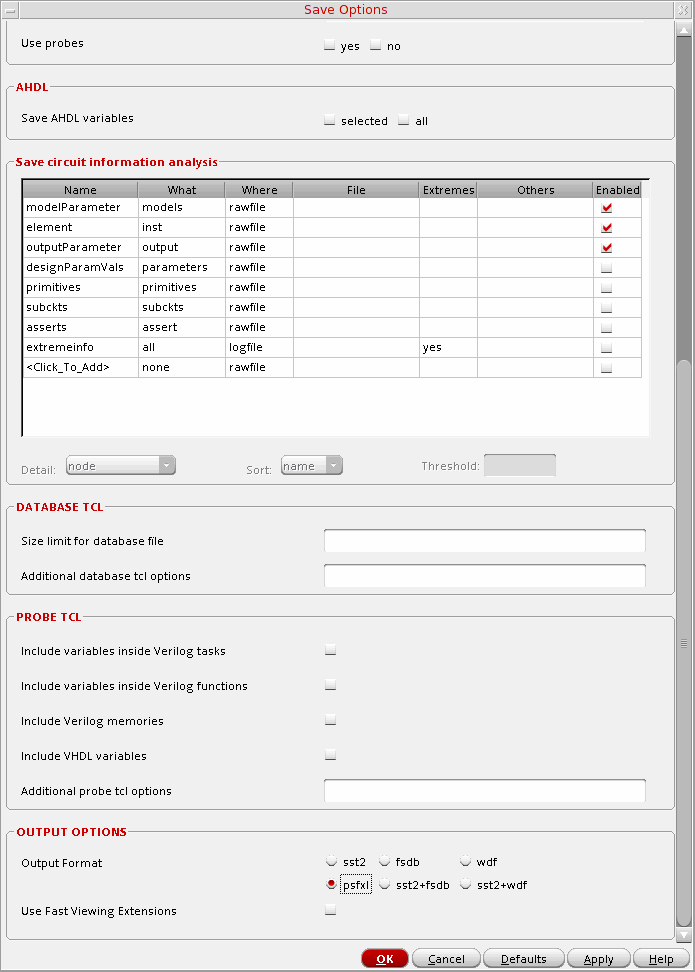 Save Options
Use probes yes no
AHDL
Save AHDL variables selected all
Save circuit information analysis
Name What Where File Extremes Others Enabled
modelParameter models rawfile
element inst rawfile
outputParameter output rawfile
designParamVals parameters rawfile
primitives primitives rawfile
subckts subckts rawfile
asserts assert rawfile
extremeinfo all logfile yes
<Click_To_Add> none rawfile
Detail: node Sort: name Threshold:
DATABASE TCL
Size limit for database file
Additional database tcl options
PROBE TCL
Include variables inside Verilog tasks
Include variables inside Verilog functions
Include Verilog memories
Include VHDL variables
Additional probe tcl options
OUTPUT OPTIONS
Output Format sst2 fsdb wdf
psfxl sst2+fsdb sst2+wdf
Use Fast Viewing Extensions
OK Cancel Defaults Apply Help